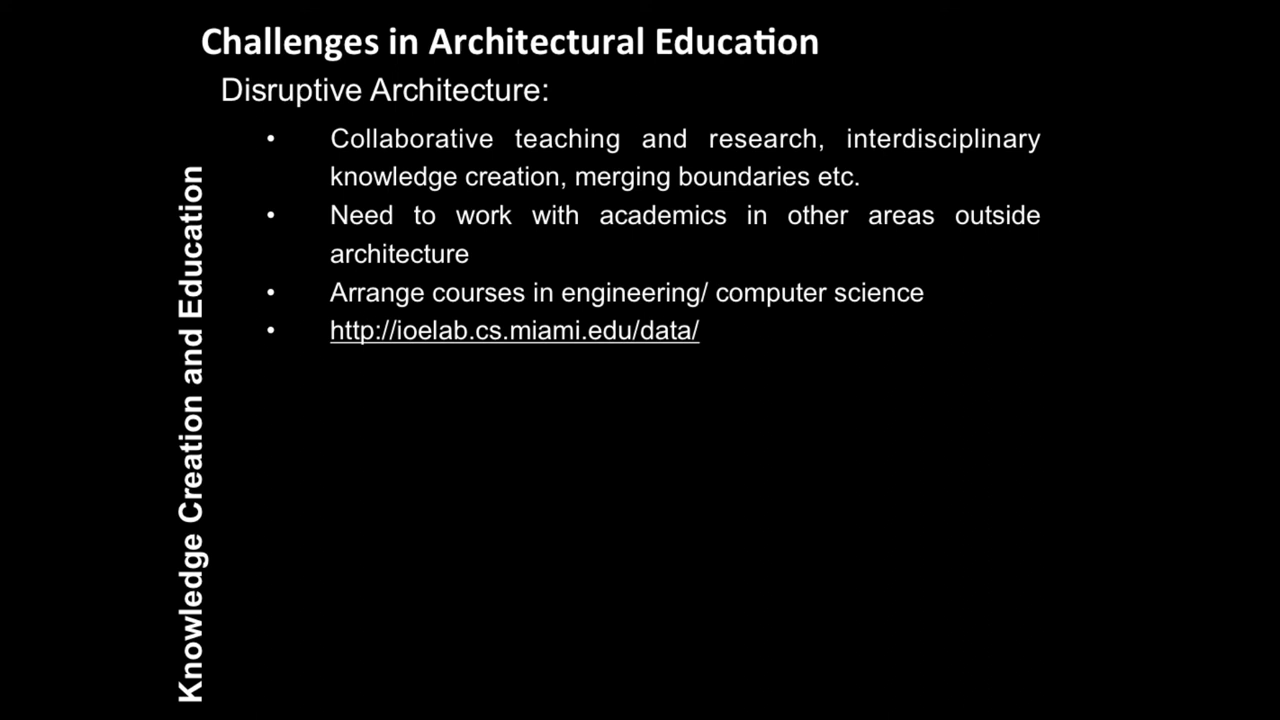 Challenges in Architectural Education
Disruptive Architecture:
• Collaborative teaching and research, interdisciplinary
knowledge creation, merging boundaries etc.
• Need to work with academics in other areas outside
architecture
• Arrange courses in engineering/ computer science
• http://ioelab.cs.miami.edu/data/
Knowledge Creation and Education